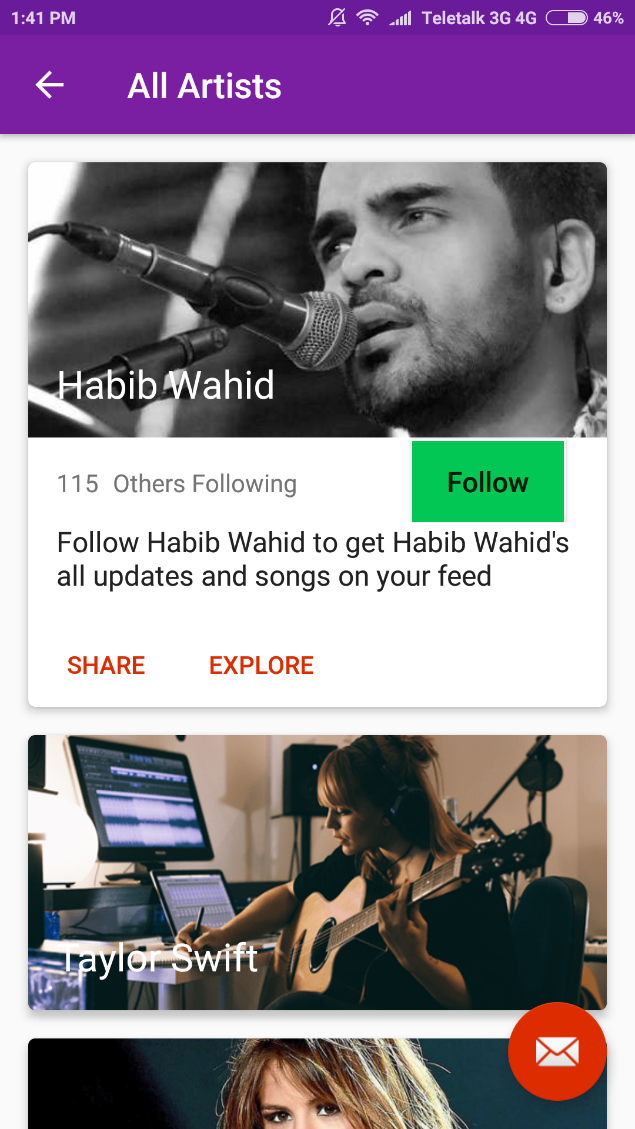 1:41 PM Teletalk 3G 4G 46%
All Artists
Habib Wahid
115 Others Following Follow
Follow Habib Wahid to get Habib Wahid's
all updates and songs on your feed
SHARE EXPLORE
Taylor Swift